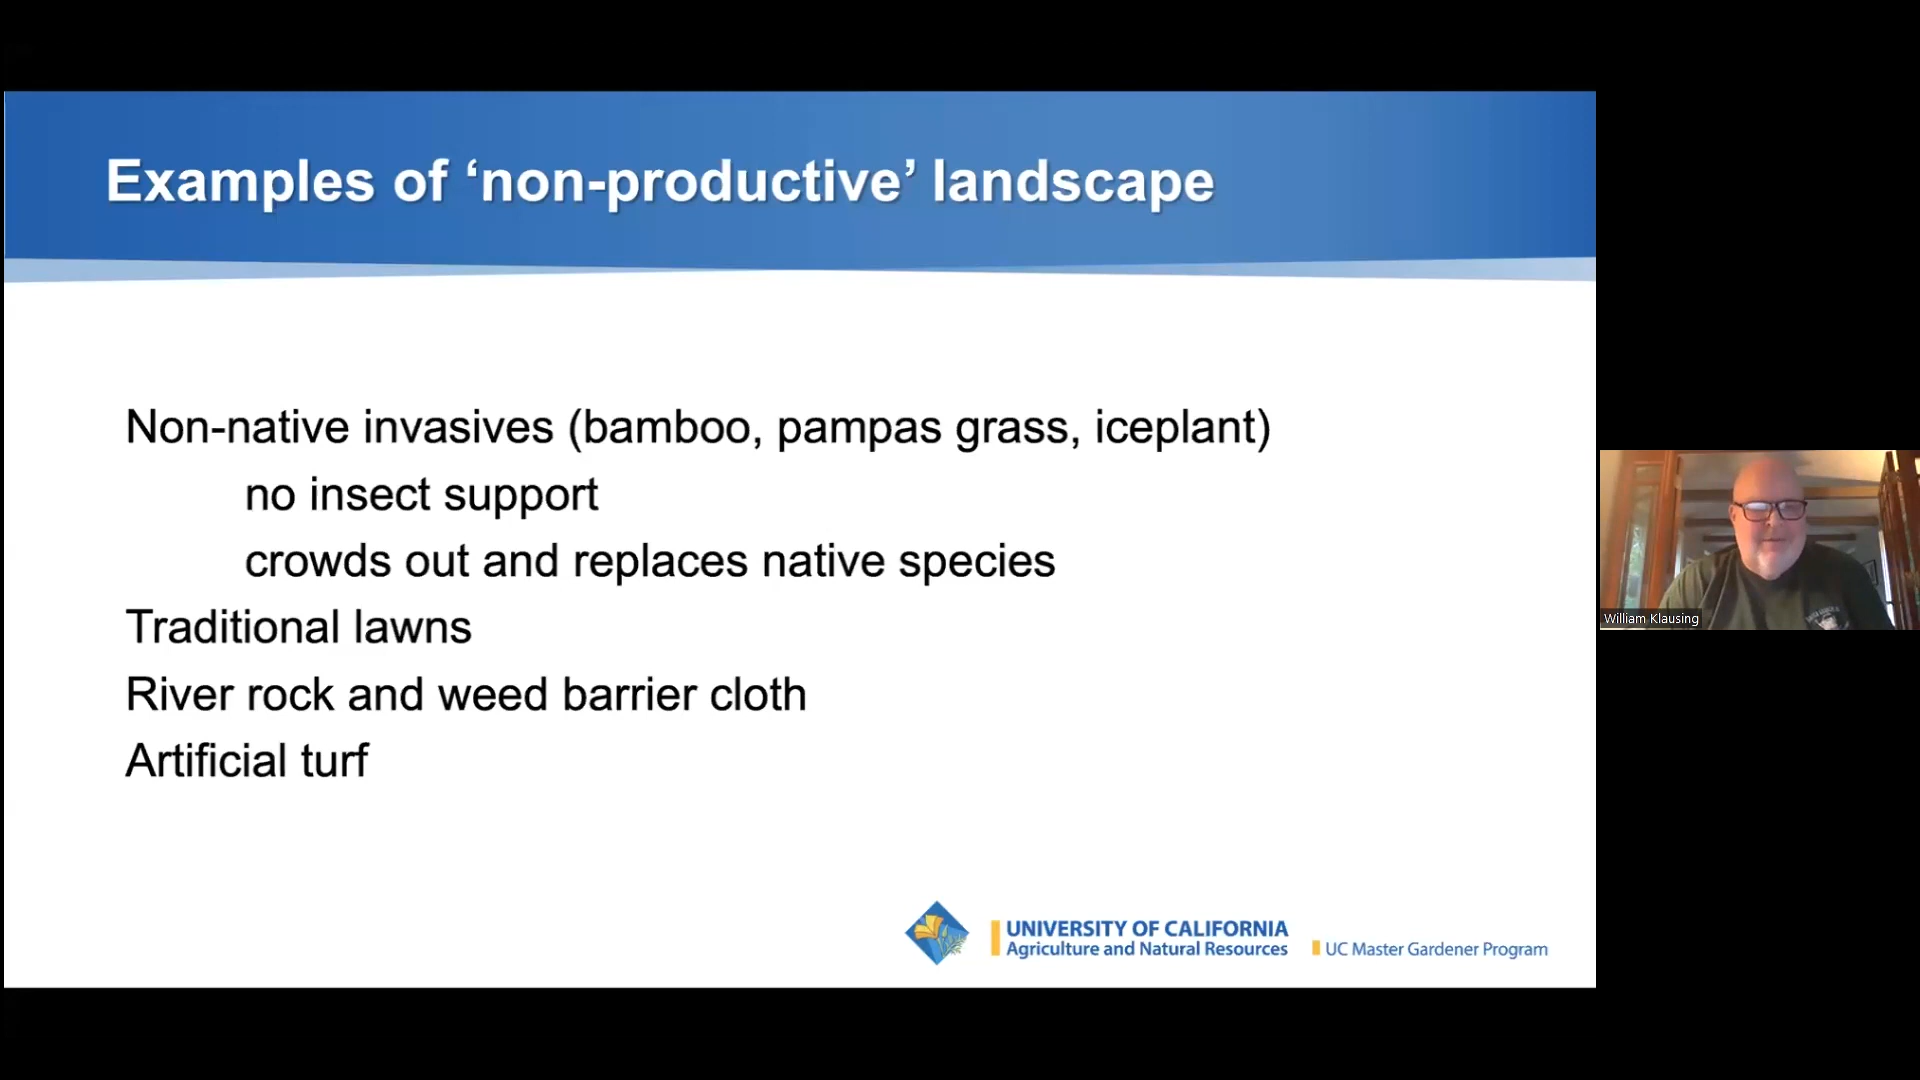 Examples of ‘non-productive’ landscape
Non-native invasives (bamboo, pampas grass, iceplant)
no insect support
crowds out and replaces native species
Traditional lawns
River rock and weed barrier cloth
Artificial turf
UNIVERSITY OF CALIFORNIA
Agriculture and Natural Resources
UC Master Gardener Program
William Klausing